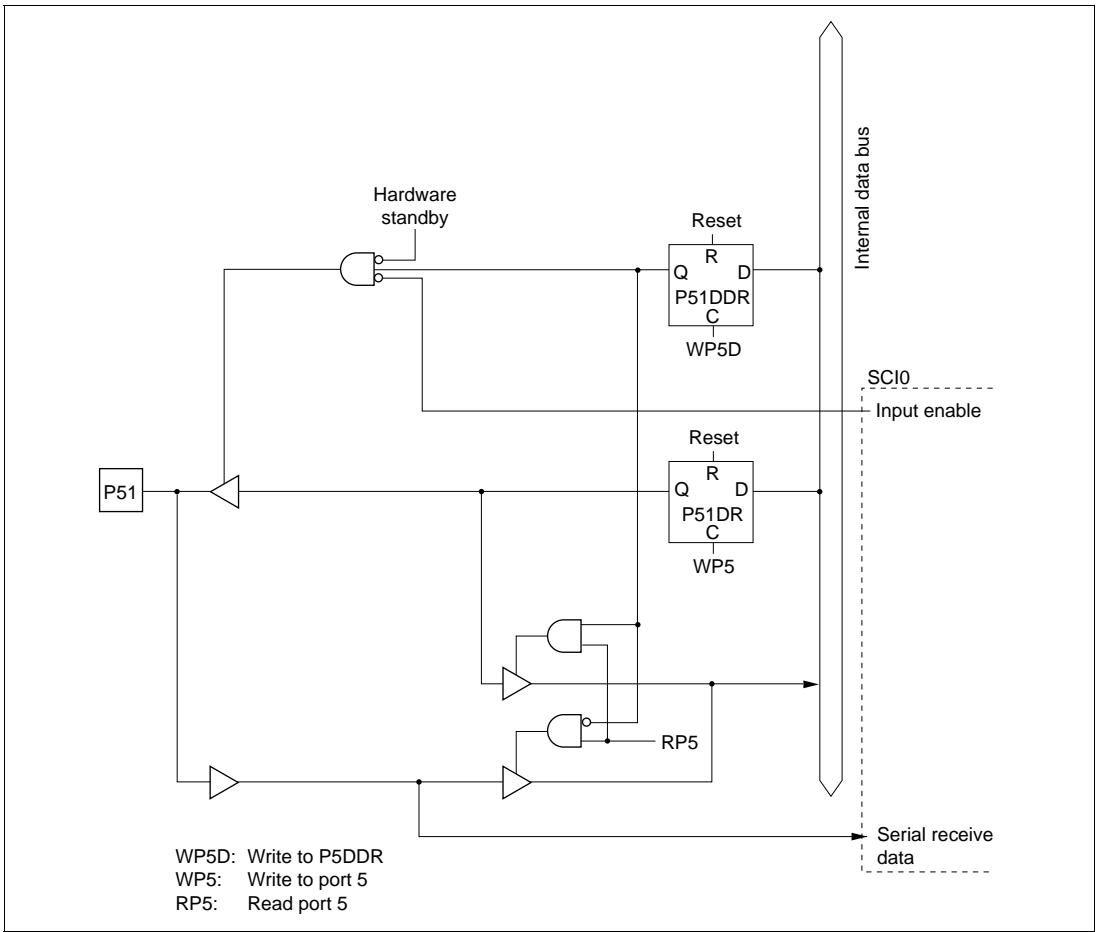 Hardware
standby
Reset
R
Q D
P51DDR
C
WP5D
Internal data bus
SCI0
Input enable
Reset
R
Q D
P51DR
C
WP5
P51
RP5
Serial receive
data
WP5D: Write to P5DDR
WP5: Write to port 5
RP5: Read port 5